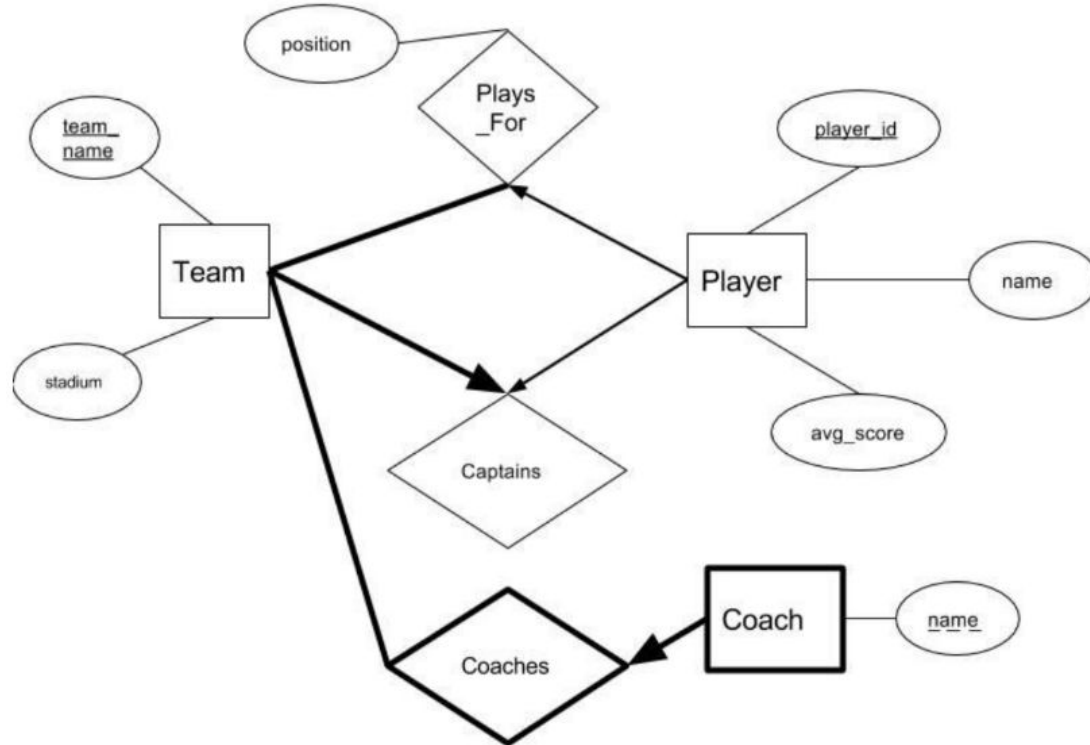 position
Plays
_For
team_
name
player_id
Team
Player
name
stadium
avg_score
Captains
Coach
name
Coaches